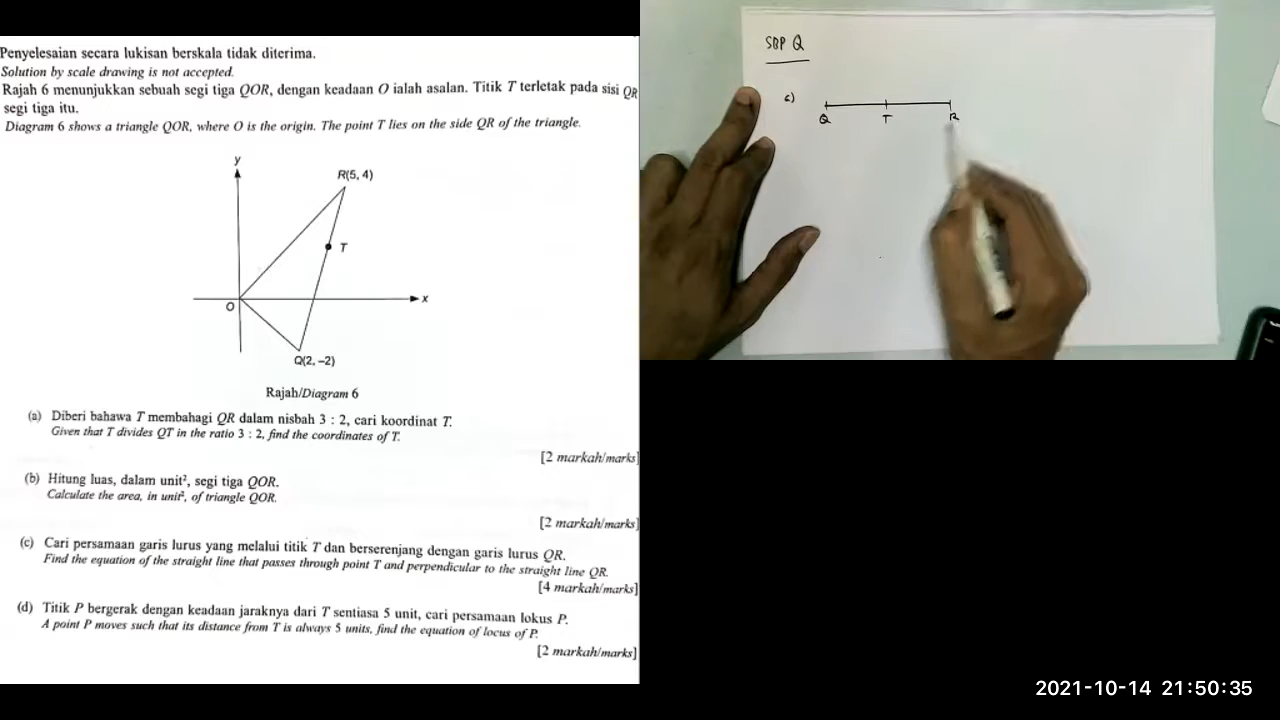 Penyelesaian secara lukisan berskala tidak diterima.
Solution by scale drawing is not accepted.
Rajah 6 menunjukkan sebuah segi tiga QOR, dengan keadaan O ialah asalan. Titik T terletak pada sisi QR
segi tiga itu.
Diagram 6 shows a triangle QOR, where O is the origin. The point T lies on the side QR of the triangle.
y
R(5, 4)
T
O
x
Q(2, –2)
Rajah/Diagram 6
(a) Diberi bahawa T membahagi QR dalam nisbah 3 : 2, cari koordinat T.
Given that T divides QT in the ratio 3 : 2, find the coordinates of T.
[2 markah/marks]
(b) Hitung luas, dalam unit², segi tiga QOR.
Calculate the area, in unit², of triangle QOR.
[2 markah/marks]
(c) Cari persamaan garis lurus yang melalui titik T dan berserenjang dengan garis lurus QR.
Find the equation of the straight line that passes through point T and perpendicular to the straight line QR.
[4 markah/marks]
(d) Titik P bergerak dengan keadaan jaraknya dari T sentiasa 5 unit, cari persamaan lokus P.
A point P moves such that its distance from T is always 5 units, find the equation of locus of P.
[2 markah/marks]
SBP Q
Q T R
2021-10-14 21:50:35